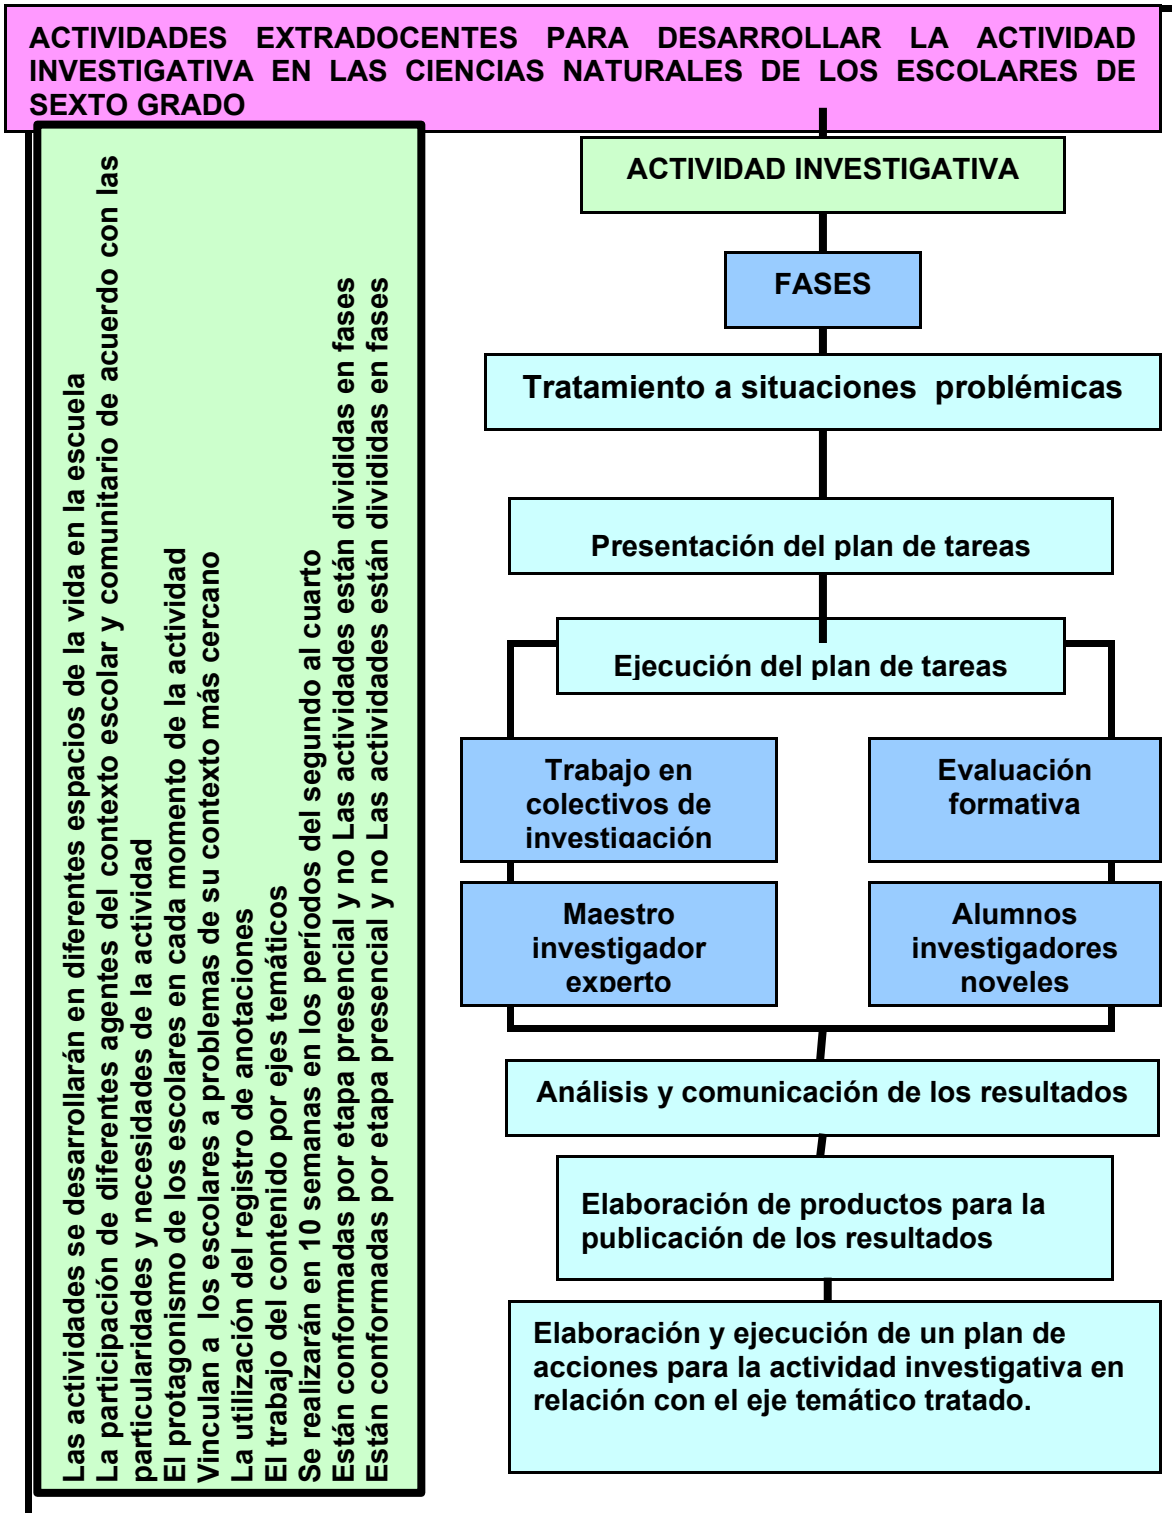 ACTIVIDADES EXTRADOCENTES PARA DESARROLLAR LA ACTIVIDAD
INVESTIGATIVA EN LAS CIENCIAS NATURALES DE LOS ESCOLARES DE
SEXTO GRADO
Las actividades se desarrollarán en diferentes espacios de la vida en la escuela
La participación de diferentes agentes del contexto escolar y comunitario de acuerdo con las
particularidades y necesidades de la actividad
El protagonismo de los escolares en cada momento de la actividad
Vinculan a los escolares a problemas de su contexto más cercano
La utilización del registro de anotaciones
El trabajo del contenido por ejes temáticos
Se realizarán en 10 semanas en los períodos del segundo al cuarto
Están conformadas por etapa presencial y no Las actividades están divididas en fases
Están conformadas por etapa presencial y no Las actividades están divididas en fases
ACTIVIDAD INVESTIGATIVA
FASES
Tratamiento a situaciones problémicas
Presentación del plan de tareas
Ejecución del plan de tareas
Trabajo en
colectivos de
investigación
Evaluación
formativa
Maestro
investigador
experto
Alumnos
investigadores
noveles
Análisis y comunicación de los resultados
Elaboración de productos para la
publicación de los resultados
Elaboración y ejecución de un plan de
acciones para la actividad investigativa en
relación con el eje temático tratado.